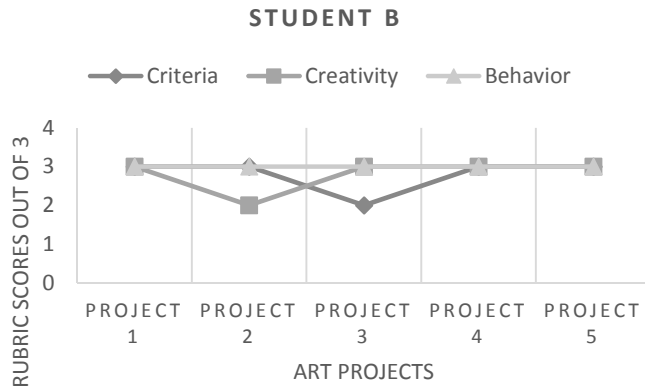 STUDENT B
Criteria Creativity Behavior
RUBRIC SCORES OUT OF 3
4
3
2
1
0
PROJECT PROJECT PROJECT PROJECT PROJECT
1 2 3 4 5
ART PROJECTS